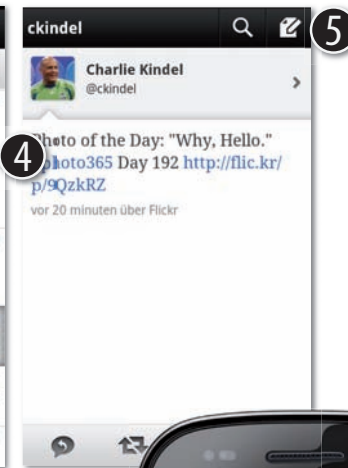 ckindel
5
Charlie Kindel
@ckindel
4
Photo of the Day: "Why, Hello."
photo365 Day 192 http://flic.kr/
p/9QzkRZ
vor 20 minuten über Flickr